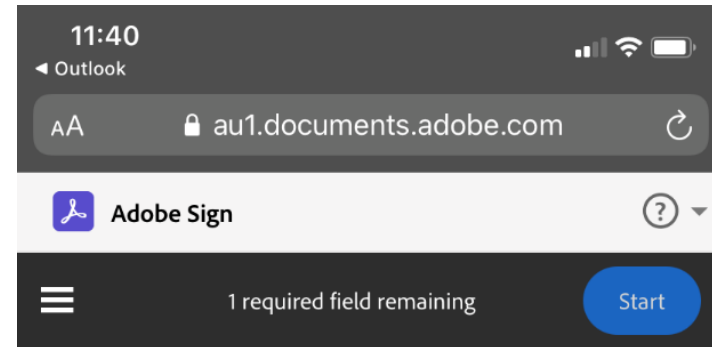 11:40
◀ Outlook
AA au1.documents.adobe.com
Adobe Sign ?
1 required field remaining Start